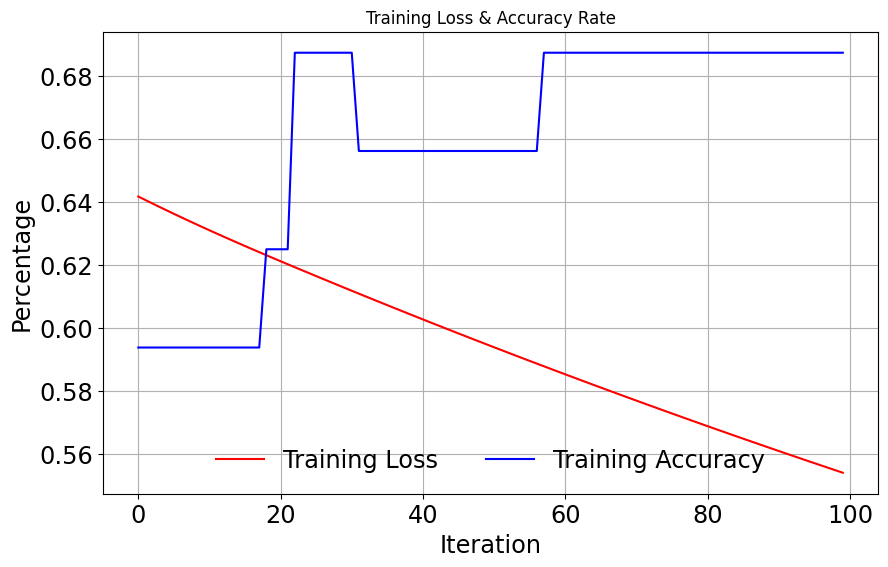 Training Loss & Accuracy Rate
Percentage
0.68
0.66
0.64
0.62
0.60
0.58
0.56
Training Loss Training Accuracy
0 20 40 60 80 100
Iteration